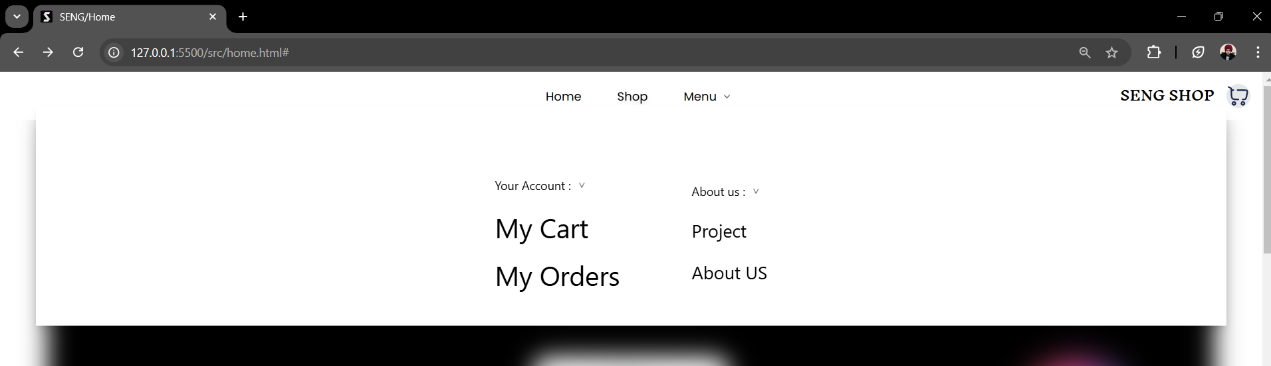 SENG/Home
127.0.0.1:5500/src/home.html#
Home Shop Menu
SENG SHOP
Your Account :
My Cart
My Orders
About us :
Project
About US